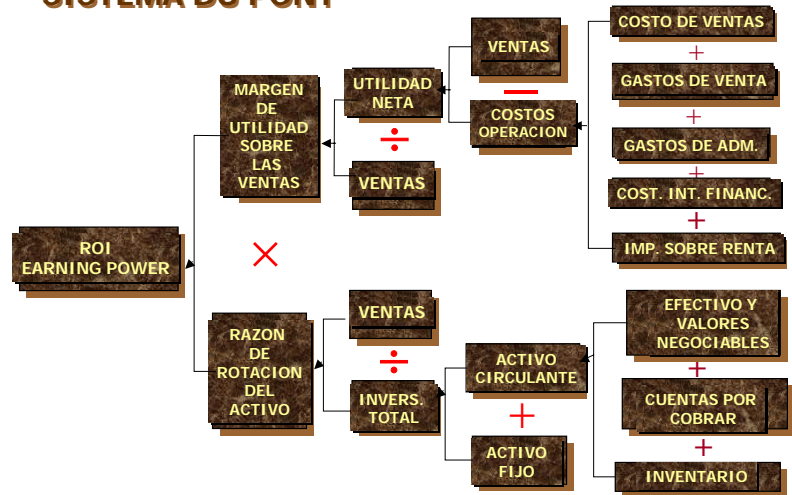 SISTEMA DU PONT
COSTO DE VENTAS
+
GASTOS DE VENTA
+
GASTOS DE ADM.
+
COST. INT. FINANC.
+
IMP. SOBRE RENTA
VENTAS
—
COSTOS
OPERACION
UTILIDAD
NETA
÷
VENTAS
MARGEN
DE
UTILIDAD
SOBRE
LAS
VENTAS
ROI
EARNING POWER
×
RAZON
DE
ROTACION
DEL
ACTIVO
VENTAS
÷
INVERS.
TOTAL
ACTIVO
CIRCULANTE
+
ACTIVO
FIJO
EFECTIVO Y
VALORES
NEGOCIABLES
+
CUENTAS POR
COBRAR
+
INVENTARIO